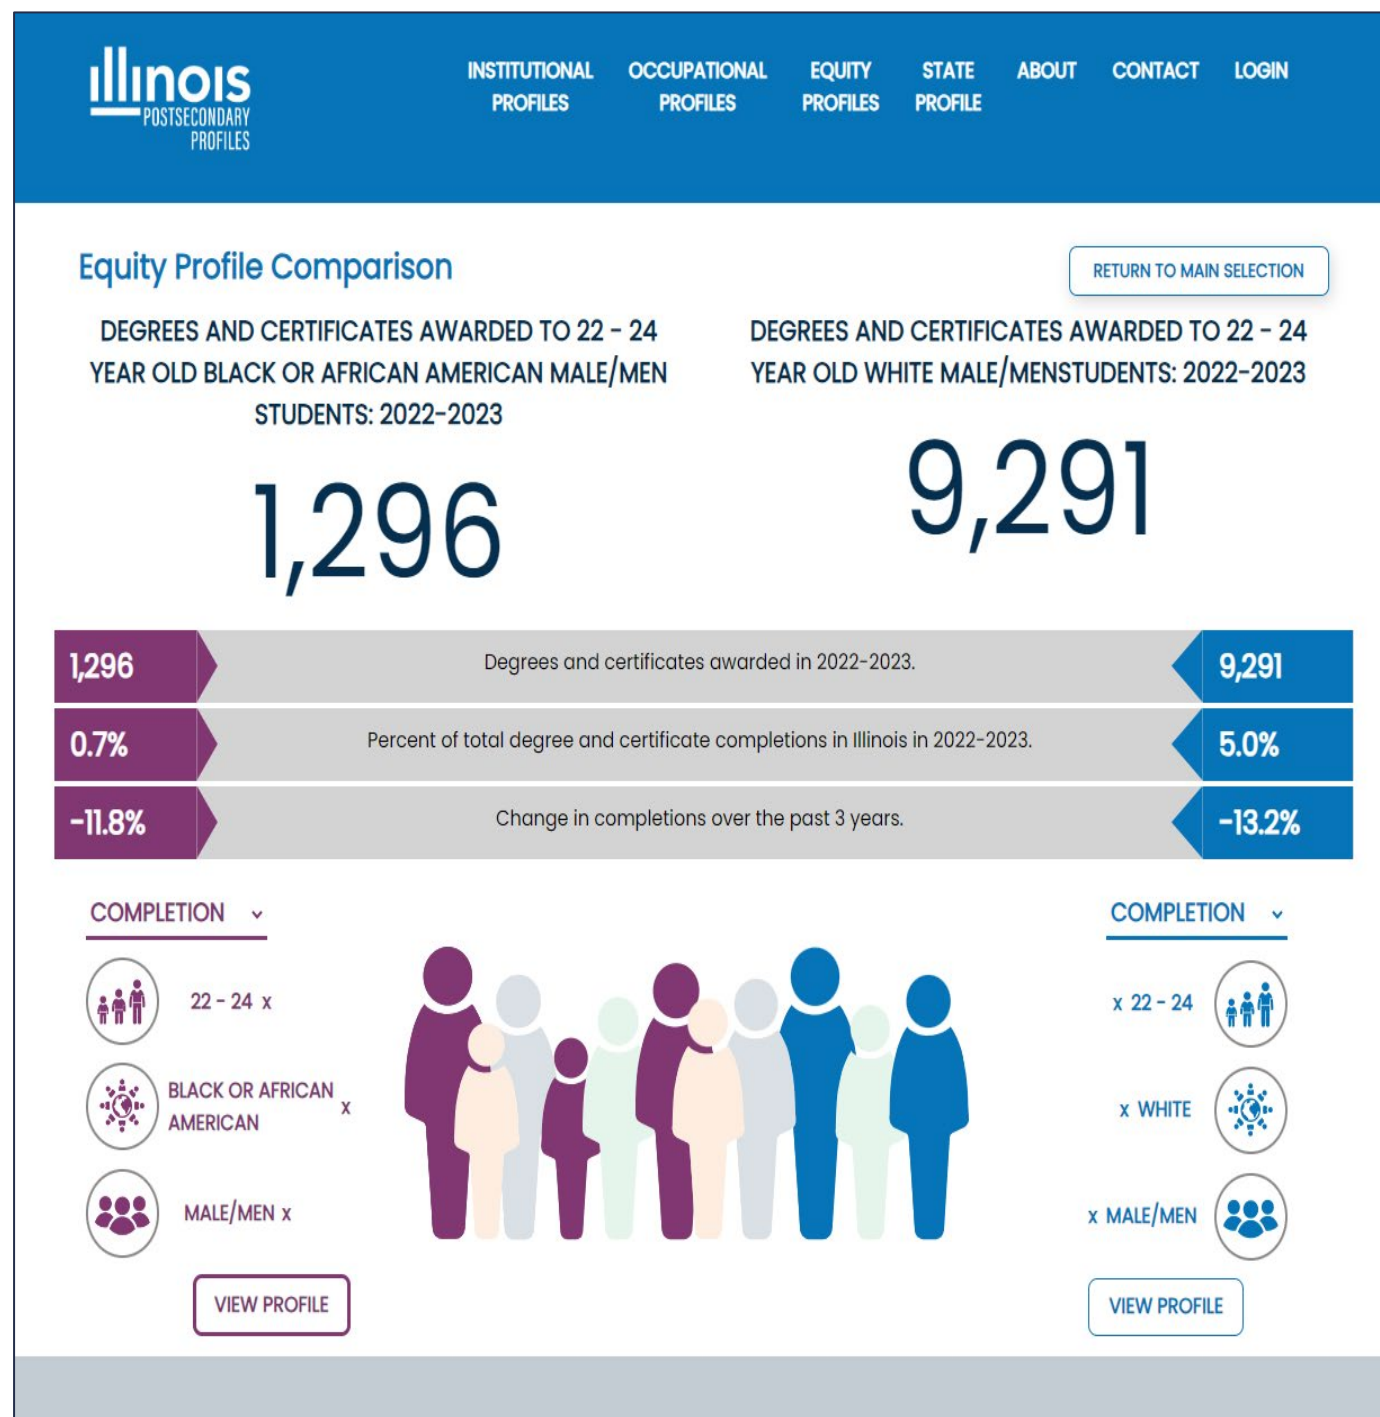 illinois
POSTSECONDARY
PROFILES
INSTITUTIONAL
PROFILES
OCCUPATIONAL
PROFILES
EQUITY
PROFILES
STATE
PROFILE
ABOUT
CONTACT
LOGIN
Equity Profile Comparison
RETURN TO MAIN SELECTION
DEGREES AND CERTIFICATES AWARDED TO 22 - 24
YEAR OLD BLACK OR AFRICAN AMERICAN MALE/MEN
STUDENTS: 2022-2023
1,296
DEGREES AND CERTIFICATES AWARDED TO 22 - 24
YEAR OLD WHITE MALE/MENSTUDENTS: 2022-2023
9,291
1,296 Degrees and certificates awarded in 2022-2023. 9,291
0.7% Percent of total degree and certificate completions in Illinois in 2022-2023. 5.0%
-11.8% Change in completions over the past 3 years. -13.2%
COMPLETION
22 - 24 x
BLACK OR AFRICAN
AMERICAN x
MALE/MEN x
VIEW PROFILE
COMPLETION
x 22 - 24
x WHITE
x MALE/MEN
VIEW PROFILE